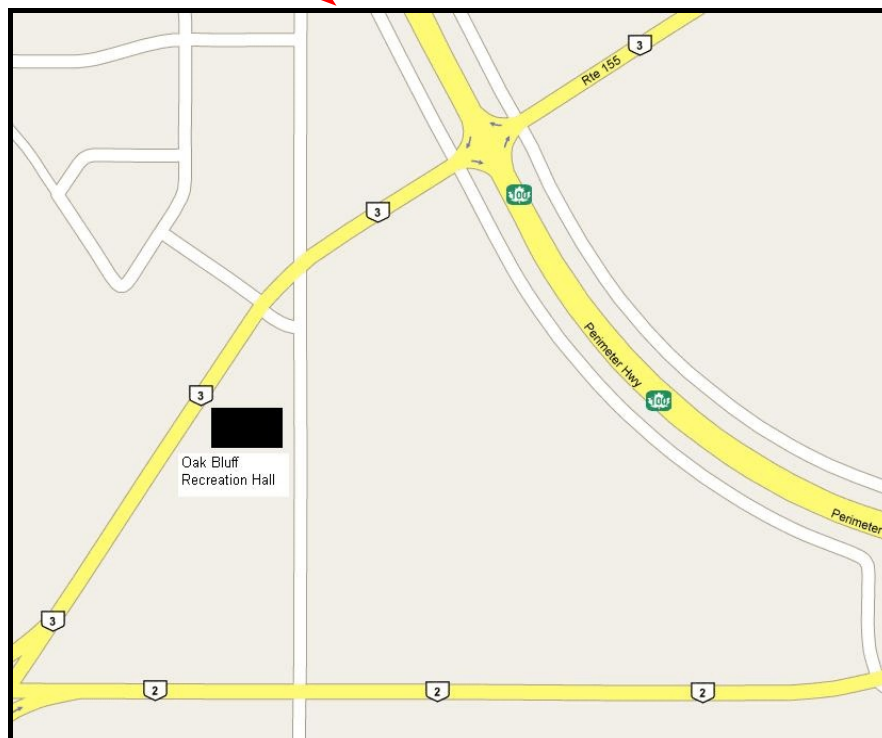 3
Rte 155
100
3
Perimeter Hwy
3
100
Oak Bluff
Recreation Hall
Perimeter
3
2
2
2